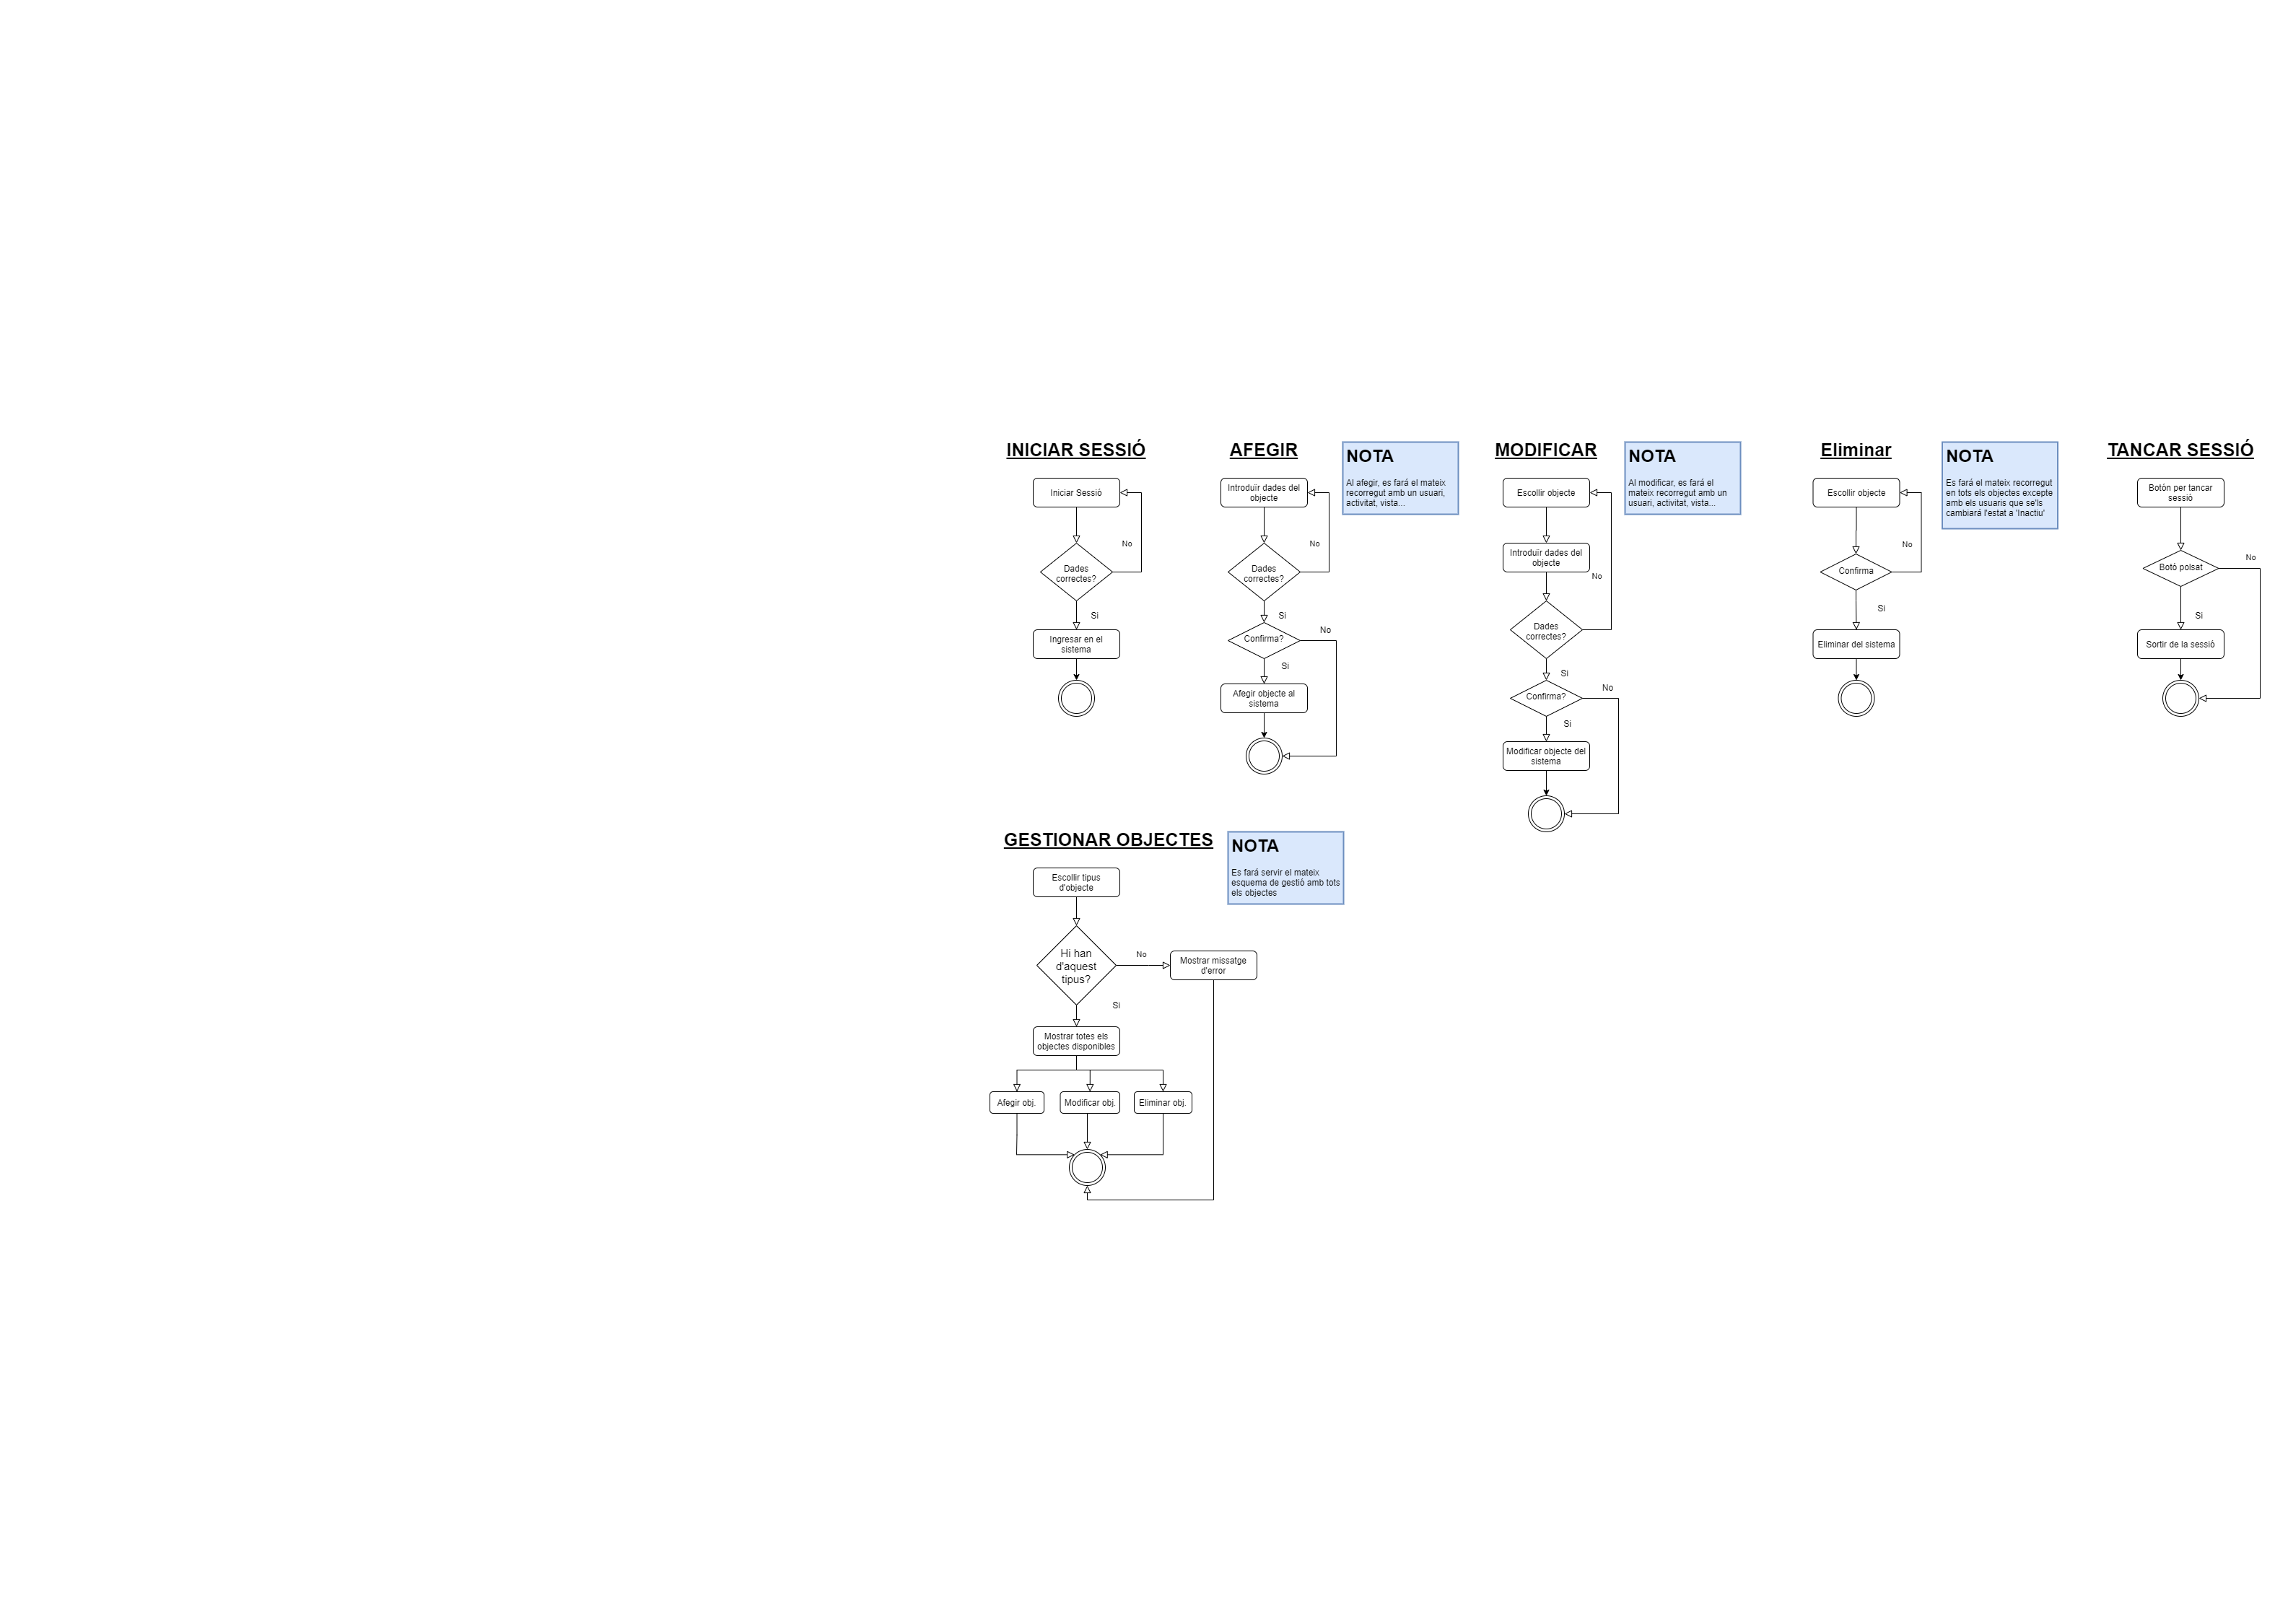 INICIAR SESSIÓ
Iniciar Sessió
No
Dades
correctes?
Si
Ingresar en el
sistema
AFEGIR
Introduir dades del
objecte
No
Dades
correctes?
Si
Confirma?
No
Si
Afegir objecte al
sistema
NOTA
Al afegir, es fará el mateix
recorregut amb un usuari,
activitat, vista...
MODIFICAR
Escollir objecte
Introduir dades del
objecte
No
Dades
correctes?
Si
Confirma?
No
Si
Modificar objecte del
sistema
NOTA
Al modificar, es fará el
mateix recorregut amb un
usuari, activitat, vista...
Eliminar
Escollir objecte
No
Confirma
Si
Eliminar del sistema
NOTA
Es fará el mateix recorregut
en tots els objectes excepte
amb els usuaris que se'ls
cambiará l'estat a 'Inactiu'
TANCAR SESSIÓ
Botón per tancar
sessió
No
Botó polsat
Si
Sortir de la sessió
GESTIONAR OBJECTES
Escollir tipus
d'objecte
Hi han
d'aquest
tipus?
No
Mostrar missatge
d'error
Si
Mostrar totes els
objectes disponibles
Afegir obj.
Modificar obj.
Eliminar obj.
NOTA
Es fará servir el mateix
esquema de gestió amb tots
els objectes